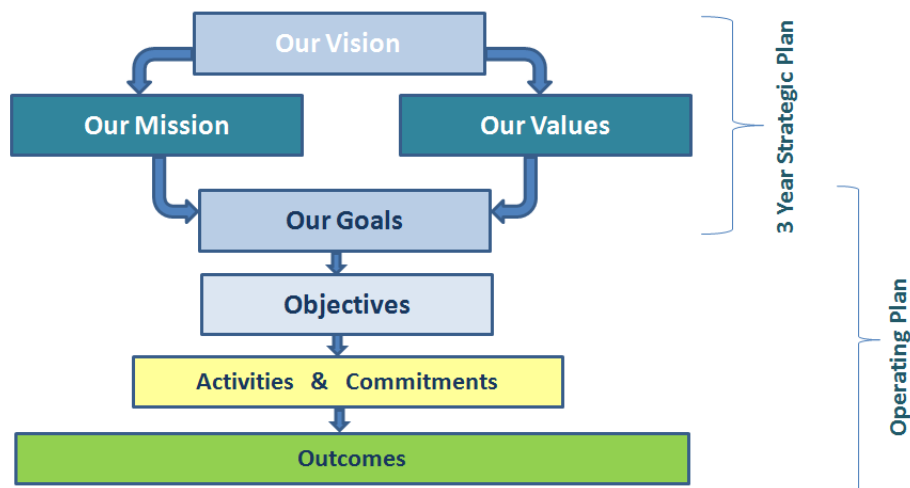 Our Vision
Our Mission
Our Values
Our Goals
Objectives
Activities & Commitments
Outcomes
3 Year Strategic Plan
Operating Plan